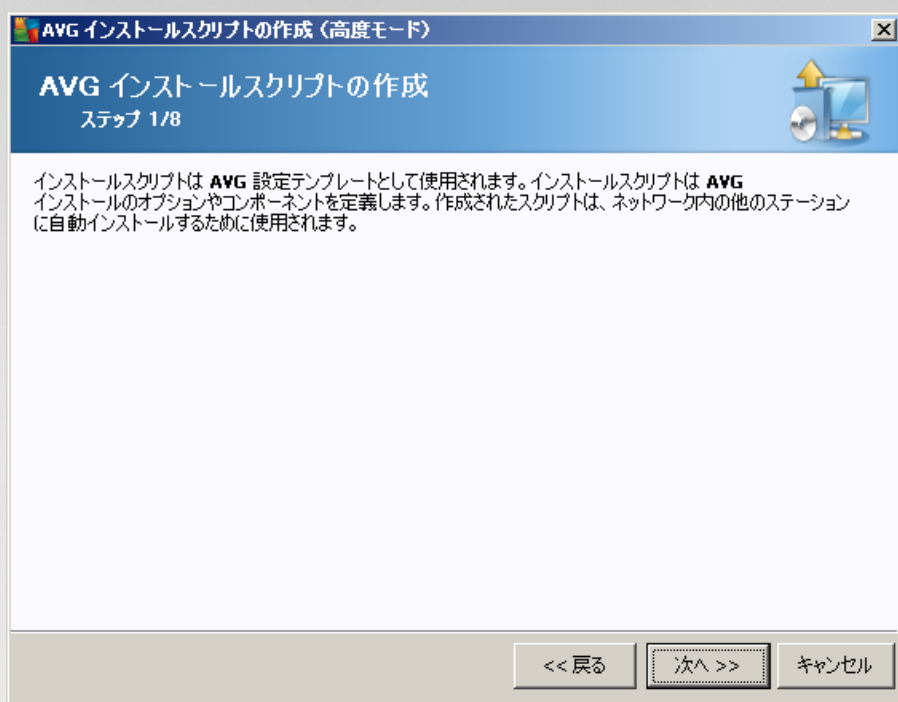 AVG インストールスクリプトの作成（高度モード）
AVG インストールスクリプトの作成
ステップ 1/8
インストールスクリプトは AVG 設定テンプレートとして使用されます。インストールスクリプトは AVG
インストールのオプションやコンポーネントを定義します。作成されたスクリプトは、ネットワーク内の他のステーション
に自動インストールするために使用されます。
<< 戻る 次へ >> キャンセル